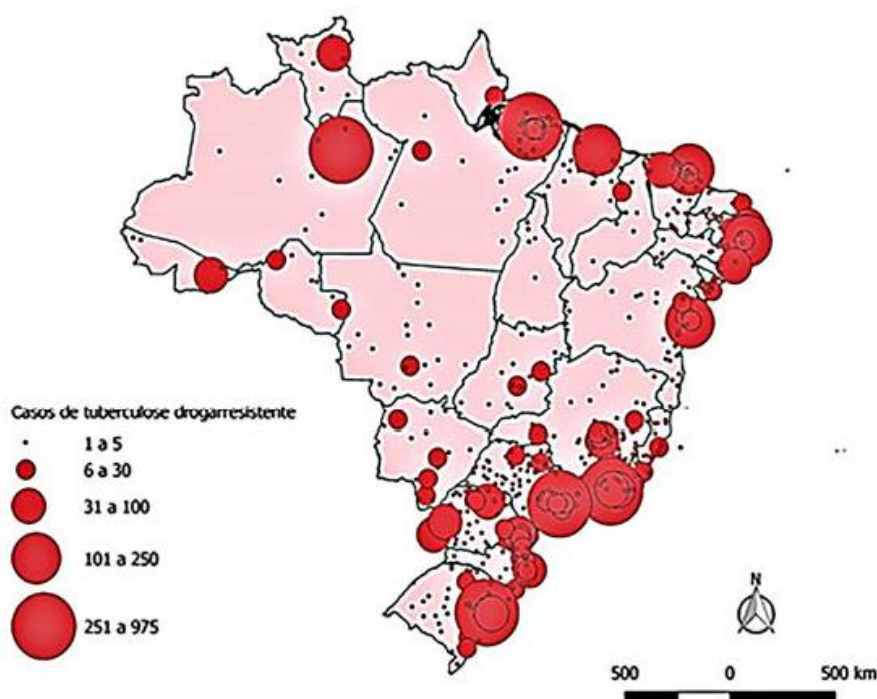 Casos de tuberculose drogarresistente
1 a 5
6 a 30
31 a 100
101 a 250
251 a 975
N
500 0 500 km